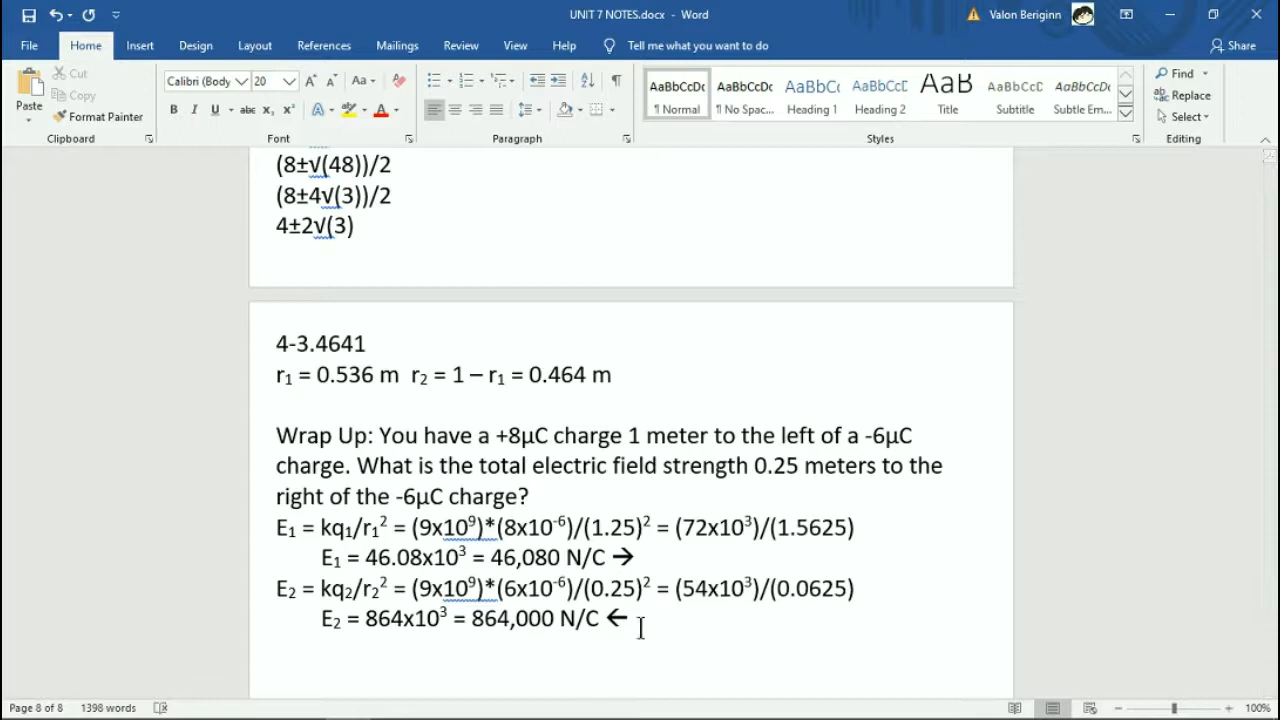 UNIT 7 NOTES.docx - Word
Valon Beriginn
File Home Insert Design Layout References Mailings Review View Help Tell me what you want to do Share
Paste
Cut
Copy
Format Painter
Calibri (Body 20
AaBbCcDc AaBbCcDc AaBbCc AaBbCcD AaB AaBbCcD AaBbCcDc
¶ Normal ¶ No Spac... Heading 1 Heading 2 Title Subtitle Subtle Em...
Find
Replace
Select
Clipboard Font Paragraph Styles Editing
(8±√(48))/2
(8±4√(3))/2
4±2√(3)
4-3.4641
r₁ = 0.536 m r₂ = 1 – r₁ = 0.464 m
Wrap Up: You have a +8µC charge 1 meter to the left of a -6µC
charge. What is the total electric field strength 0.25 meters to the
right of the -6µC charge?
E₁ = kq₁/r₁² = (9x10⁹)*(8x10⁻⁶)/(1.25)² = (72x10³)/(1.5625)
E₁ = 46.08x10³ = 46,080 N/C →
E₂ = kq₂/r₂² = (9x10⁹)*(6x10⁻⁶)/(0.25)² = (54x10³)/(0.0625)
E₂ = 864x10³ = 864,000 N/C ←
Page 8 of 8 1398 words 100%